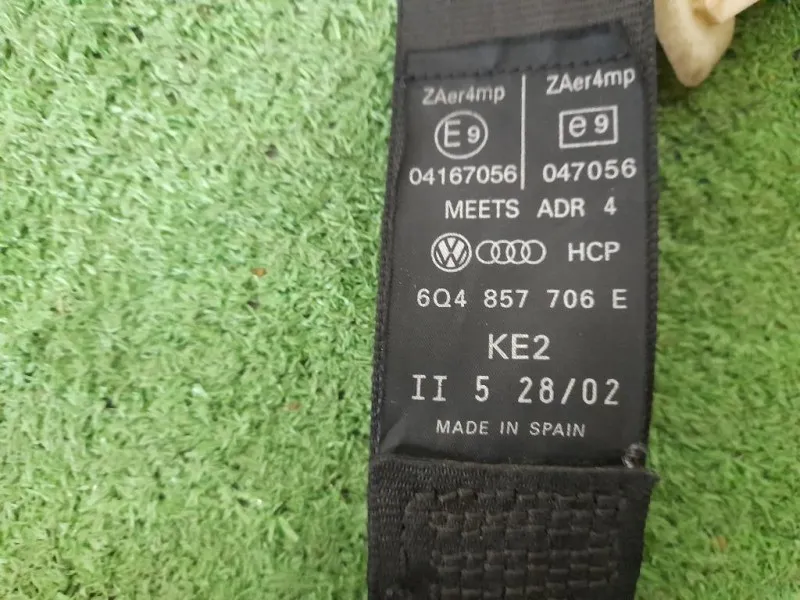 ZAer4mp ZAer4mp
E9 e9
04167056 047056
MEETS ADR 4
VW HCP
6Q4 857 706 E
KE2
II 5 28/02
MADE IN SPAIN